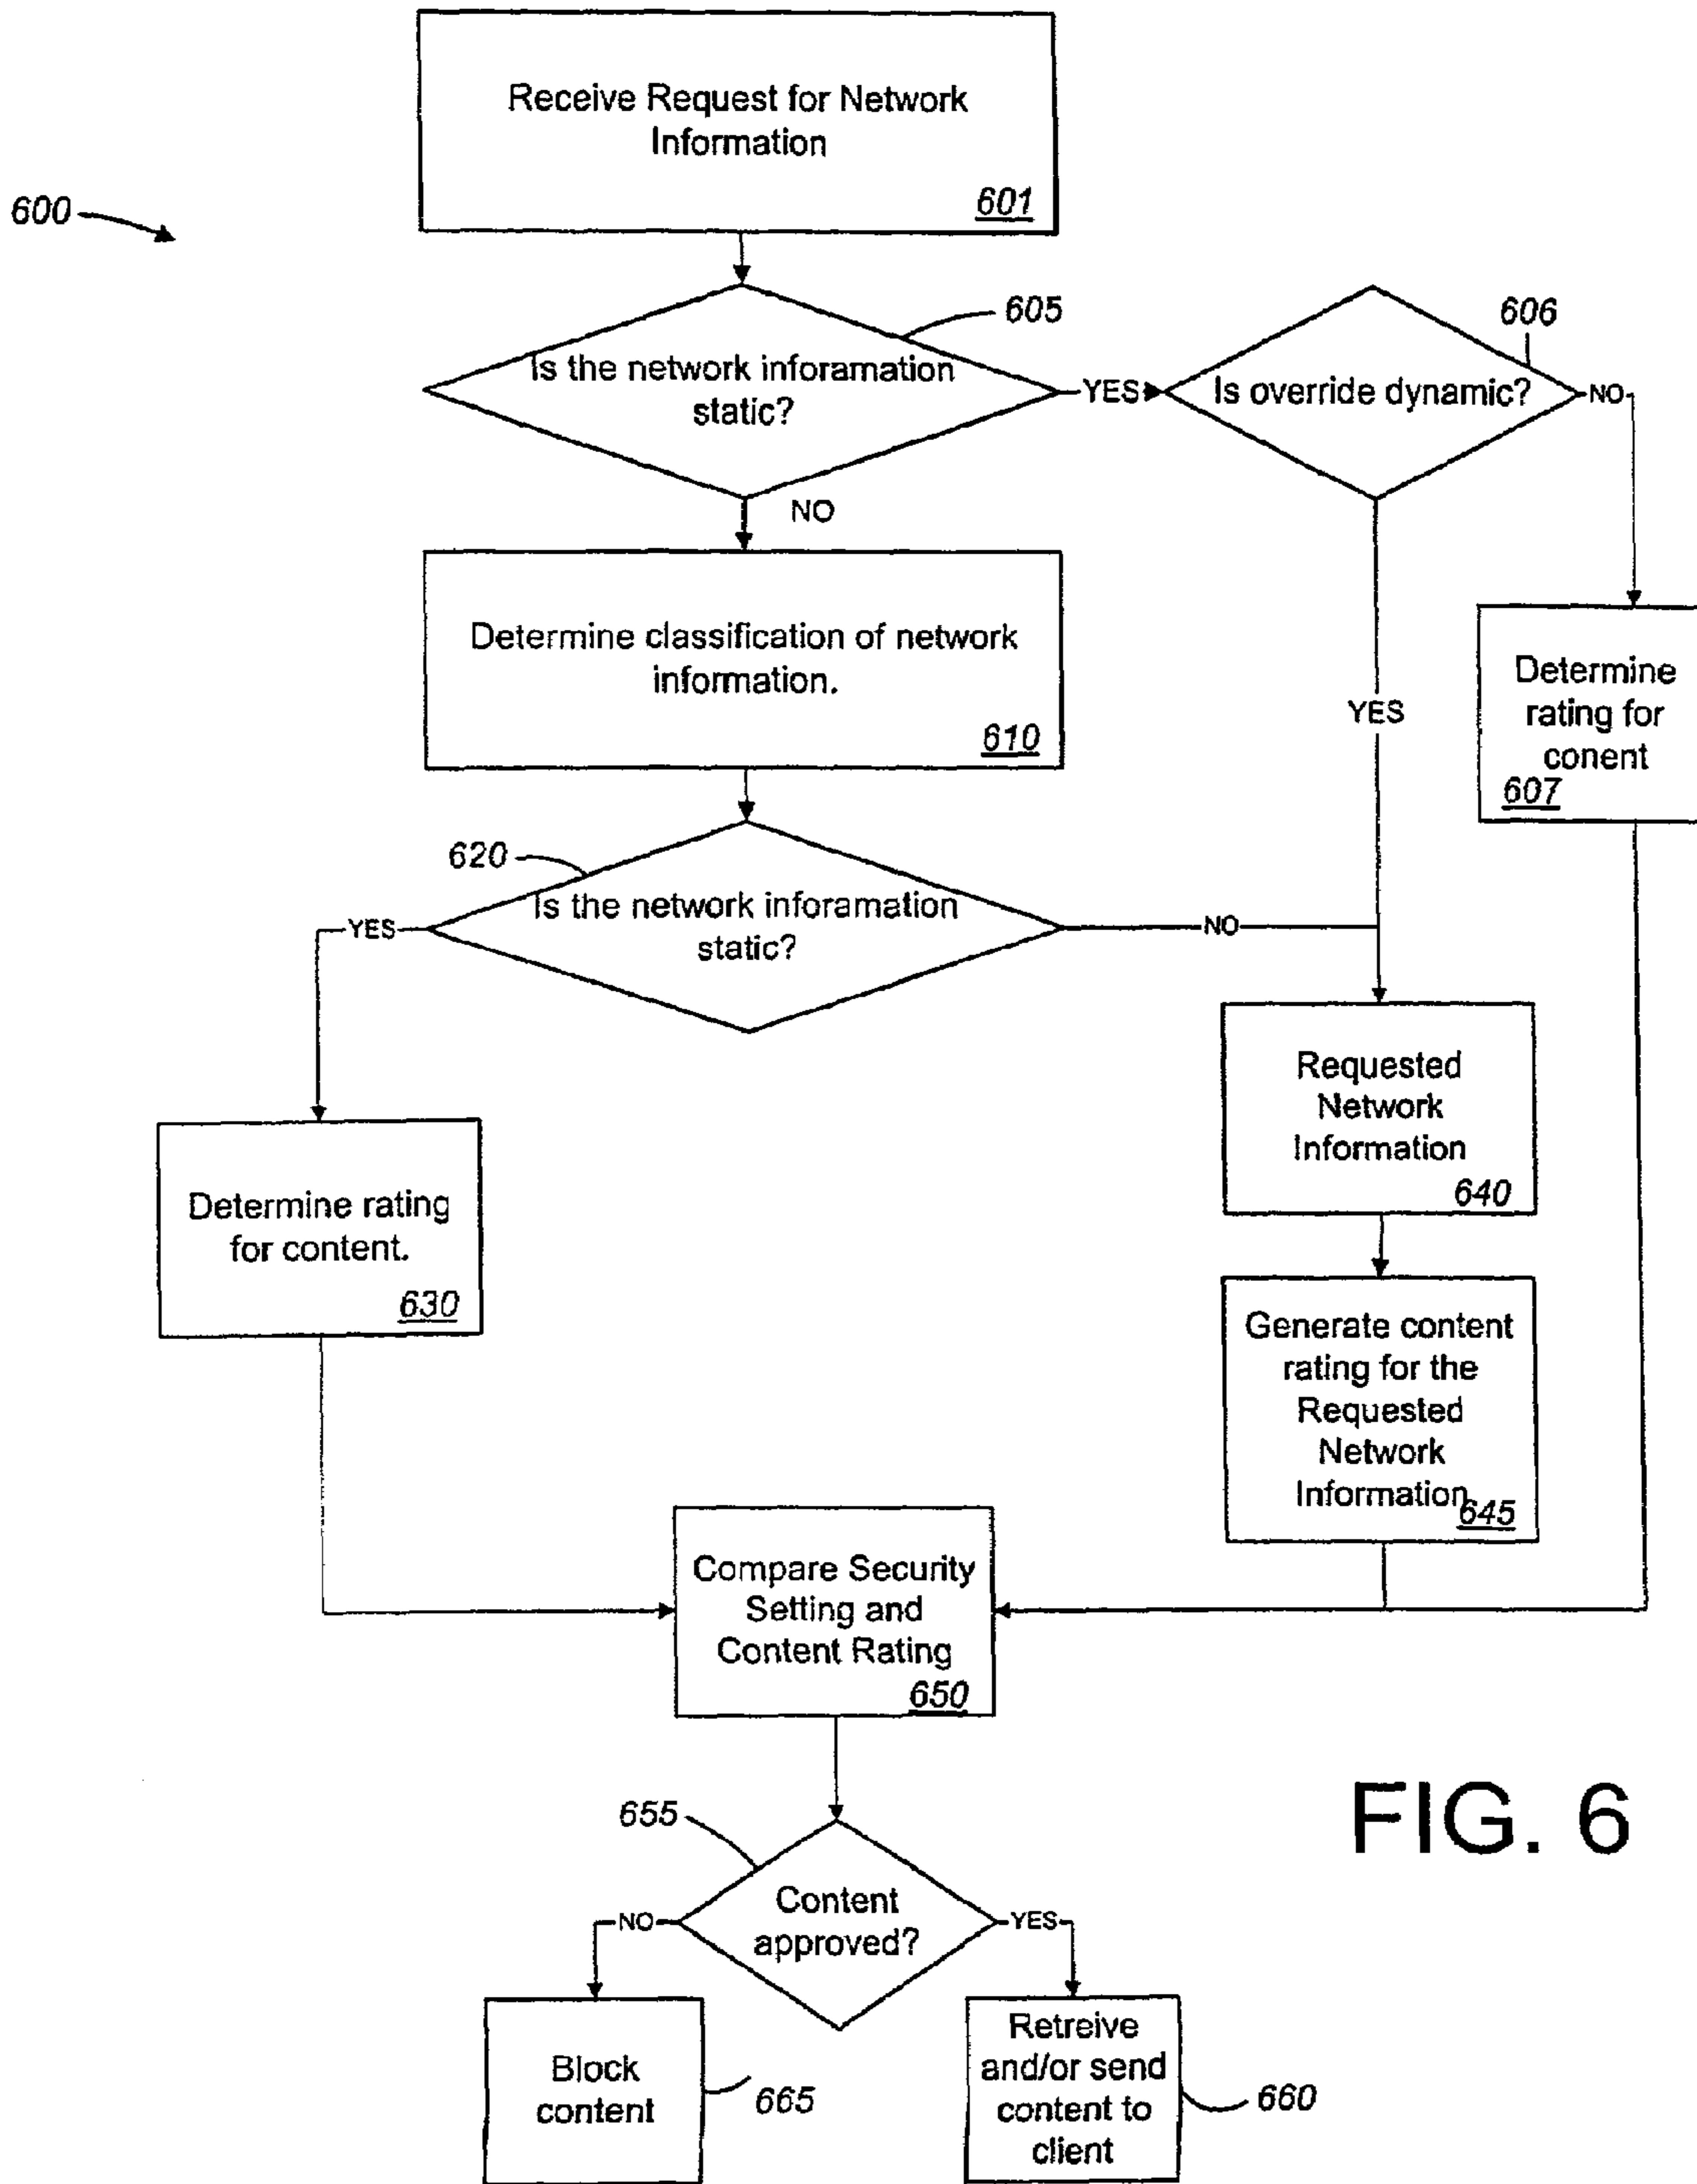 Receive Request for Network
Information
601
600
605
Is the network inforamation
static?
YES
606
Is override dynamic?
NO
NO
Determine classification of network
information.
610
YES
Determine
rating for
conent
607
620
Is the network inforamation
static?
YES
NO
Requested
Network
Information
640
Determine rating
for content.
630
Generate content
rating for the
Requested
Network
Information
645
Compare Security
Setting and
Content Rating
650
655
Content
approved?
NO
YES
Block
content
665
Retreive
and/or send
content to
client
660
FIG. 6